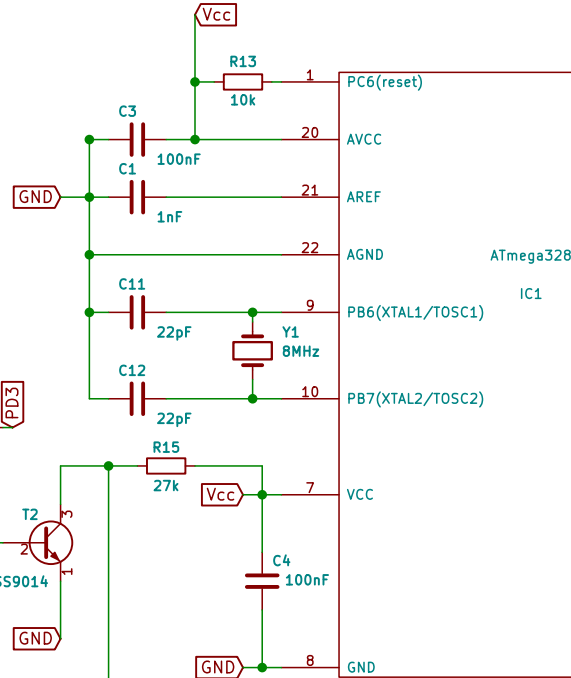 Vcc
R13
10k
1
PC6(reset)
C3
100nF
20
AVCC
C1
1nF
GND
21
AREF
22
AGND
ATmega328
IC1
C11
22pF
9
PB6(XTAL1/TOSC1)
Y1
8MHz
C12
22pF
10
PB7(XTAL2/TOSC2)
PD3
R15
27k
Vcc
7
VCC
T2
3
2
1
SS9014
C4
100nF
GND
GND
8
GND